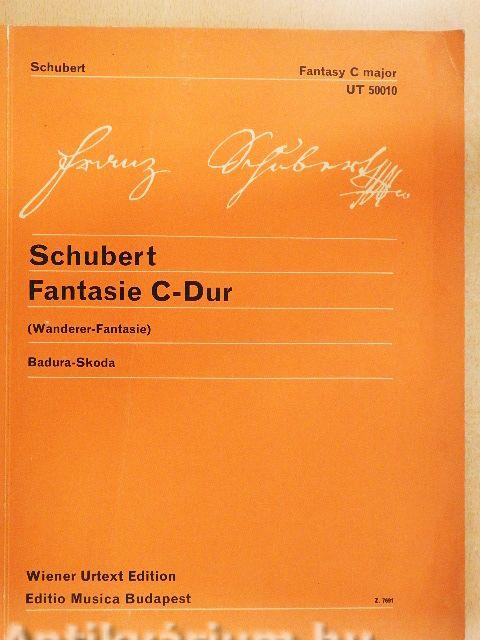 Schubert
Fantasy C major
UT 50010
Franz Schubert
Schubert
Fantasie C-Dur
(Wanderer-Fantasie)
Badura-Skoda
Wiener Urtext Edition
Editio Musica Budapest
Z. 7691
Antikvárium.hu